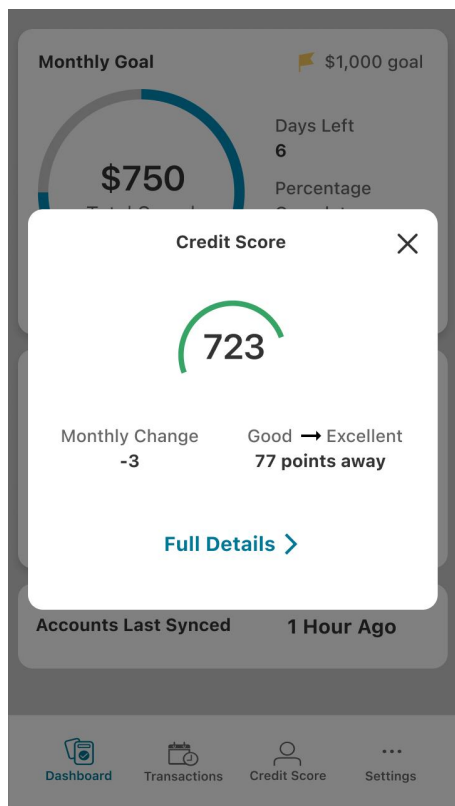 Monthly Goal
$1,000 goal
$750
Days Left
6
Percentage
Credit Score
723
Monthly Change
-3
Good → Excellent
77 points away
Full Details
Accounts Last Synced
1 Hour Ago
Dashboard
Transactions
Credit Score
Settings